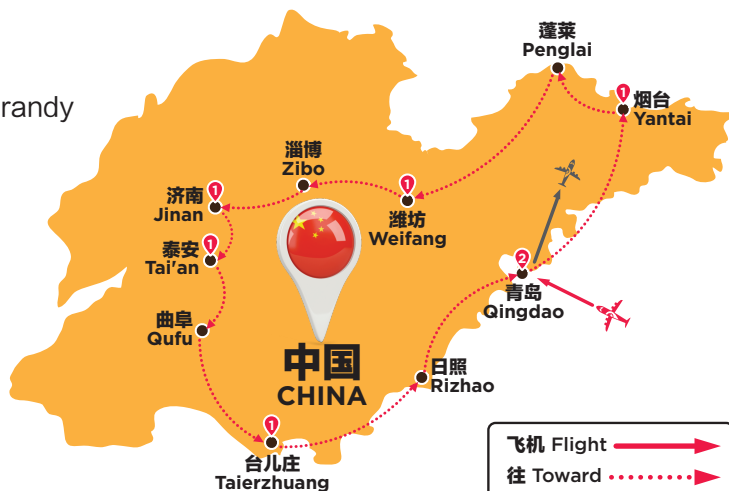 randy
蓬莱
Penglai
1
烟台
Yantai
淄博
Zibo
1
济南
Jinan
1
潍坊
Weifang
1
泰安
Tai'an
2
青岛
Qingdao
曲阜
Qufu
中国
CHINA
日照
Rizhao
1
台儿庄
Taierzhuang
飞机 Flight
往 Toward